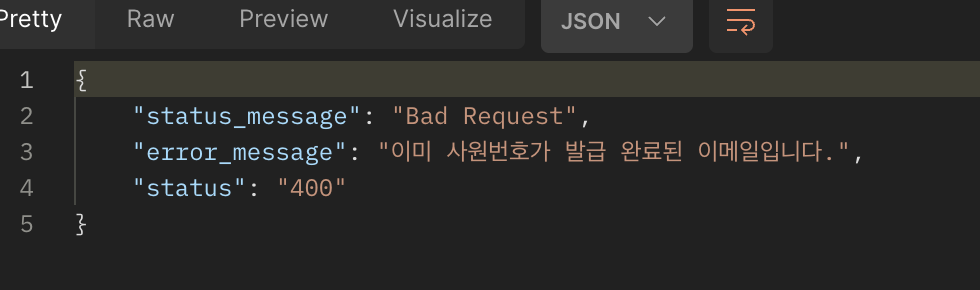 Pretty Raw Preview Visualize JSON
1 {
2 "status_message": "Bad Request",
3 "error_message": "이미 사원번호가 발급 완료된 이메일입니다.",
4 "status": "400"
5 }